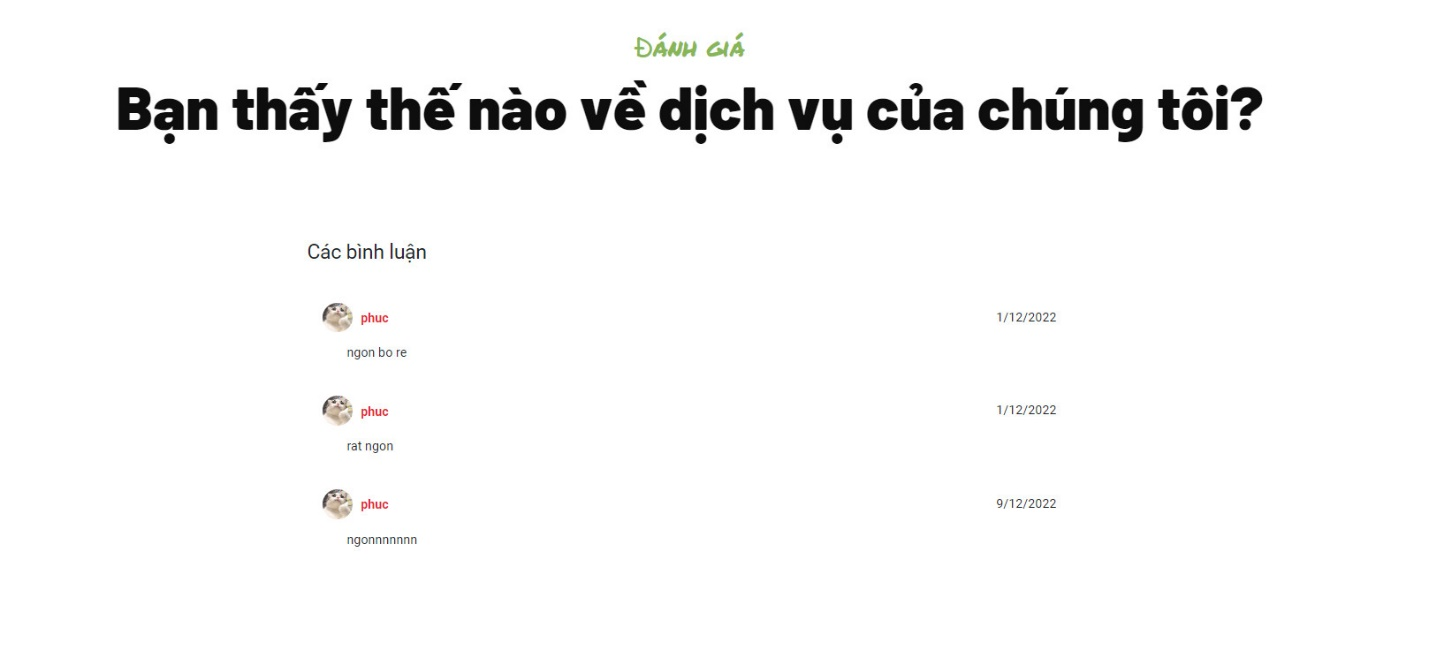 Đánh giá
Bạn thấy thế nào về dịch vụ của chúng tôi?
Các bình luận
phuc 1/12/2022
ngon bo re
phuc 1/12/2022
rat ngon
phuc 9/12/2022
ngonnnnnnn